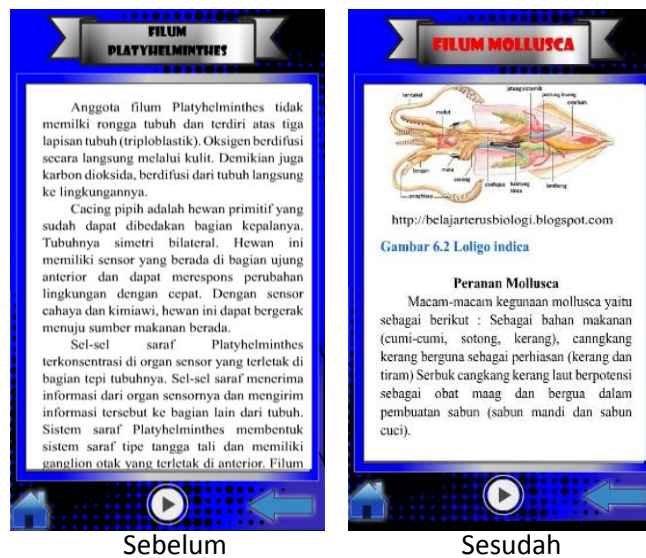 FILUM
PLATYHELMINTHES
Anggota filum Platyhelminthes tidak
memilki rongga tubuh dan terdiri atas tiga
lapisan tubuh (triploblastik). Oksigen berdifusi
secara langsung melalui kulit. Demikian juga
karbon dioksida, berdifusi dari tubuh langsung
ke lingkungannya.
Cacing pipih adalah hewan primitif yang
sudah dapat dibedakan bagian kepalanya.
Tubuhnya simetri bilateral. Hewan ini
memiliki sensor yang berada di bagian ujung
anterior dan dapat merespons perubahan
lingkungan dengan cepat. Dengan sensor
cahaya dan kimiawi, hewan ini dapat bergerak
menuju sumber makanan berada.
Sel-sel saraf Platyhelminthes
terkonsentrasi di organ sensor yang terletak di
bagian tepi tubuhnya. Sel-sel saraf menerima
informasi dari organ sensornya dan mengirim
informasi tersebut ke bagian lain dari tubuh.
Sistem saraf Platyhelminthes membentuk
sistem saraf tipe tangga tali dan memiliki
ganglion otak yang terletak di anterior. Filum
Sebelum
FILUM MOLLUSCA
tentakel
jantung sistemik
jantung insang
ovarium
mulut
lengan
mata
corong
esofagus
kantung
tinta
lambung
penghisap
http://belajarterusbiologi.blogspot.com
Gambar 6.2 Loligo indica
Peranan Mollusca
Macam-macam kegunaan mollusca yaitu
sebagai berikut : Sebagai bahan makanan
(cumi-cumi, sotong, kerang), canngkang
kerang berguna sebagai perhiasan (kerang dan
tiram) Serbuk cangkang kerang laut berpotensi
sebagai obat maag dan bergua dalam
pembuatan sabun (sabun mandi dan sabun
cuci).
Sesudah